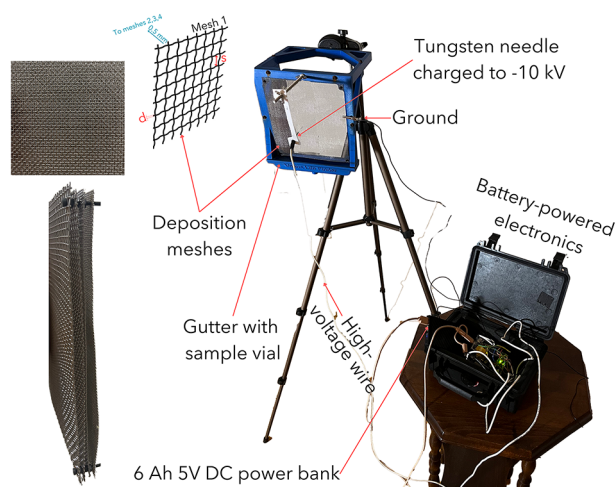 To meshes 2,3,4
0.5 mm
Mesh 1
s
d
Tungsten needle
charged to -10 kV
Ground
Battery-powered
electronics
Deposition
meshes
Gutter with
sample vial
High-
voltage wire
6 Ah 5V DC power bank